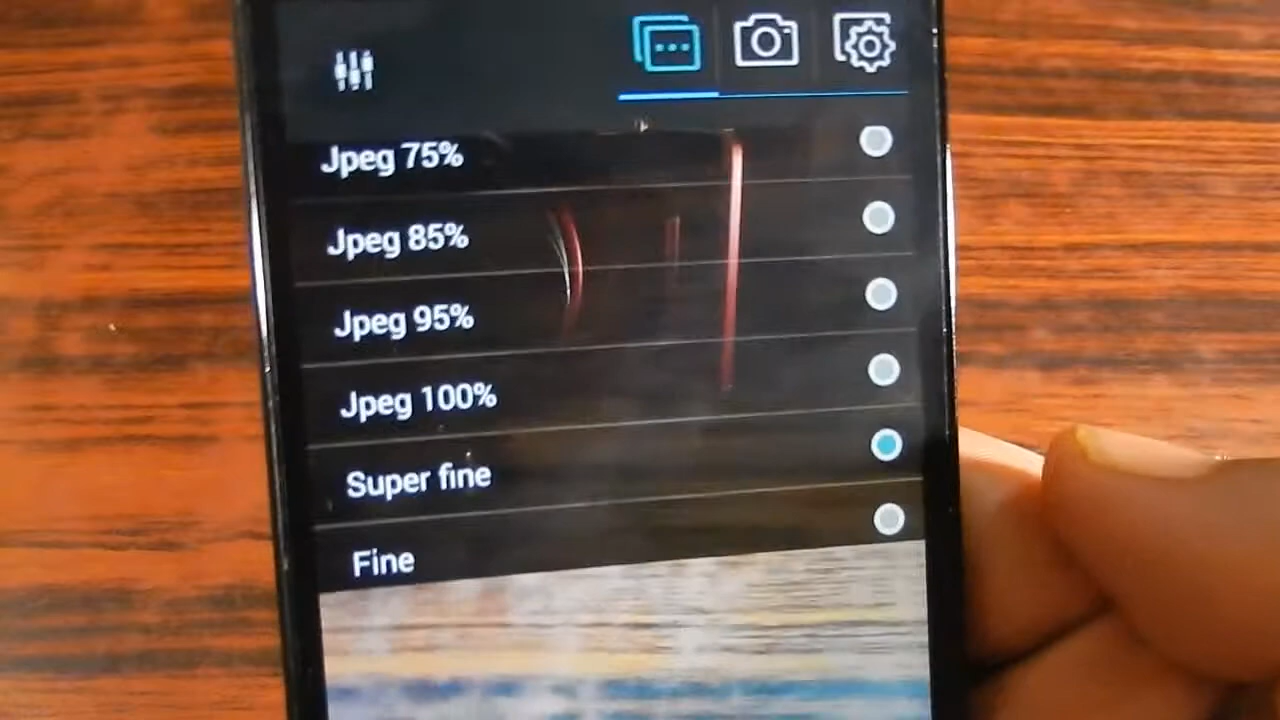 Jpeg 75%
Jpeg 85%
Jpeg 95%
Jpeg 100%
Super fine
Fine